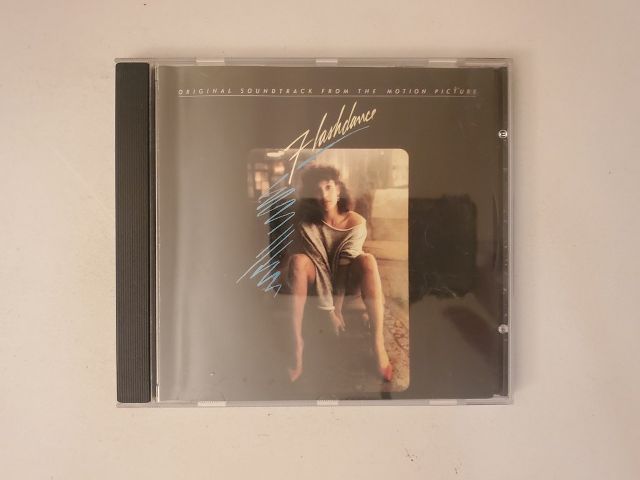 ORIGINAL SOUNDTRACK FROM THE MOTION PICTURE
Flashdance